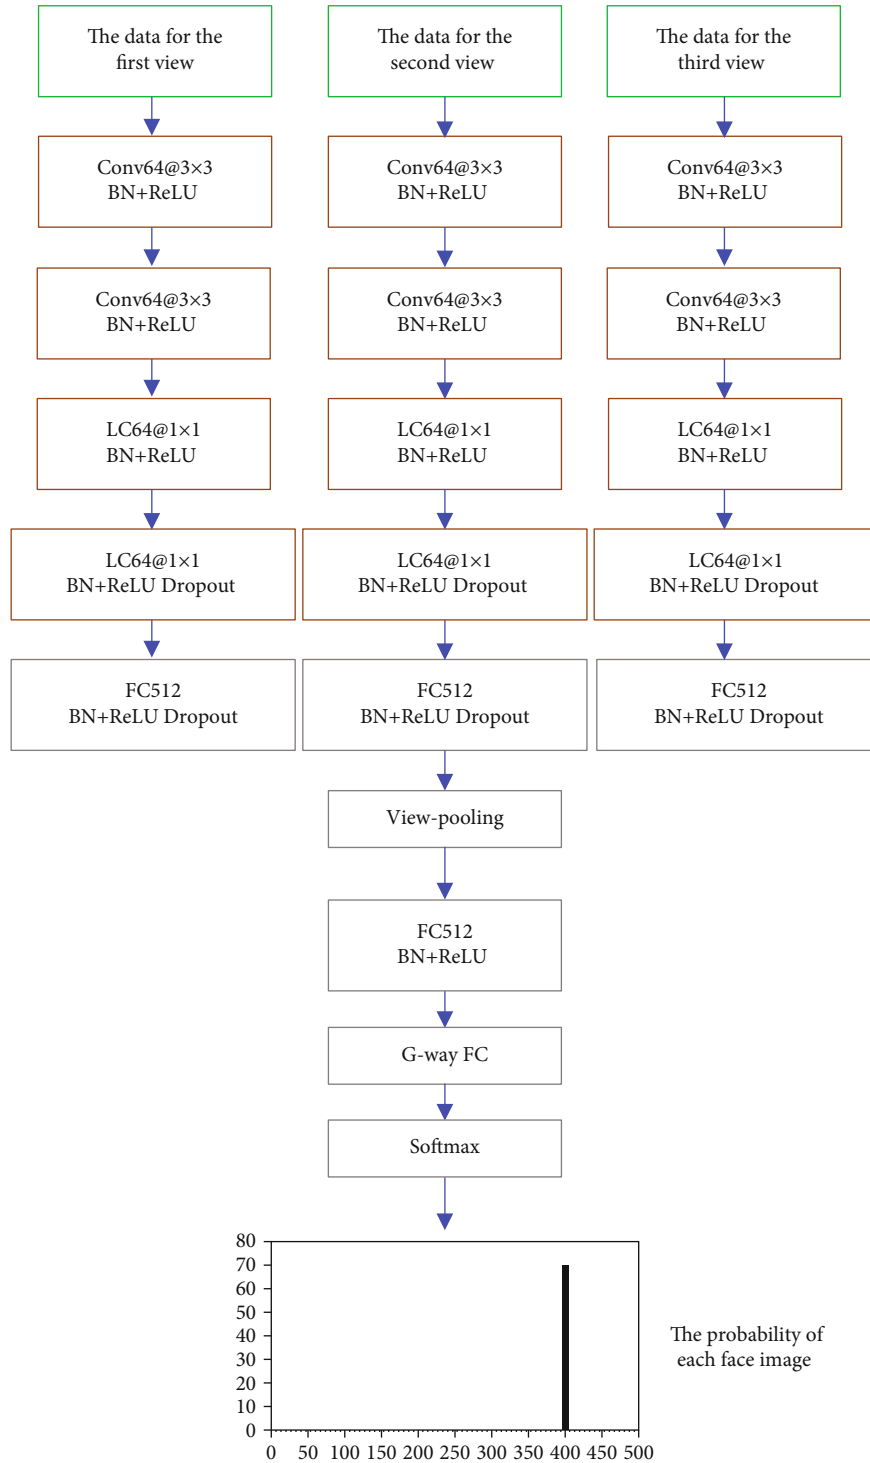 The data for the
first view
The data for the
second view
The data for the
third view
Conv64@3×3
BN+ReLU
Conv64@3×3
BN+ReLU
Conv64@3×3
BN+ReLU
Conv64@3×3
BN+ReLU
Conv64@3×3
BN+ReLU
Conv64@3×3
BN+ReLU
LC64@1×1
BN+ReLU
LC64@1×1
BN+ReLU
LC64@1×1
BN+ReLU
LC64@1×1
BN+ReLU Dropout
LC64@1×1
BN+ReLU Dropout
LC64@1×1
BN+ReLU Dropout
FC512
BN+ReLU Dropout
FC512
BN+ReLU Dropout
FC512
BN+ReLU Dropout
View-pooling
FC512
BN+ReLU
G-way FC
Softmax
80
70
60
50
40
30
20
10
0
0 50 100 150 200 250 300 350 400 450 500
The probability of
each face image